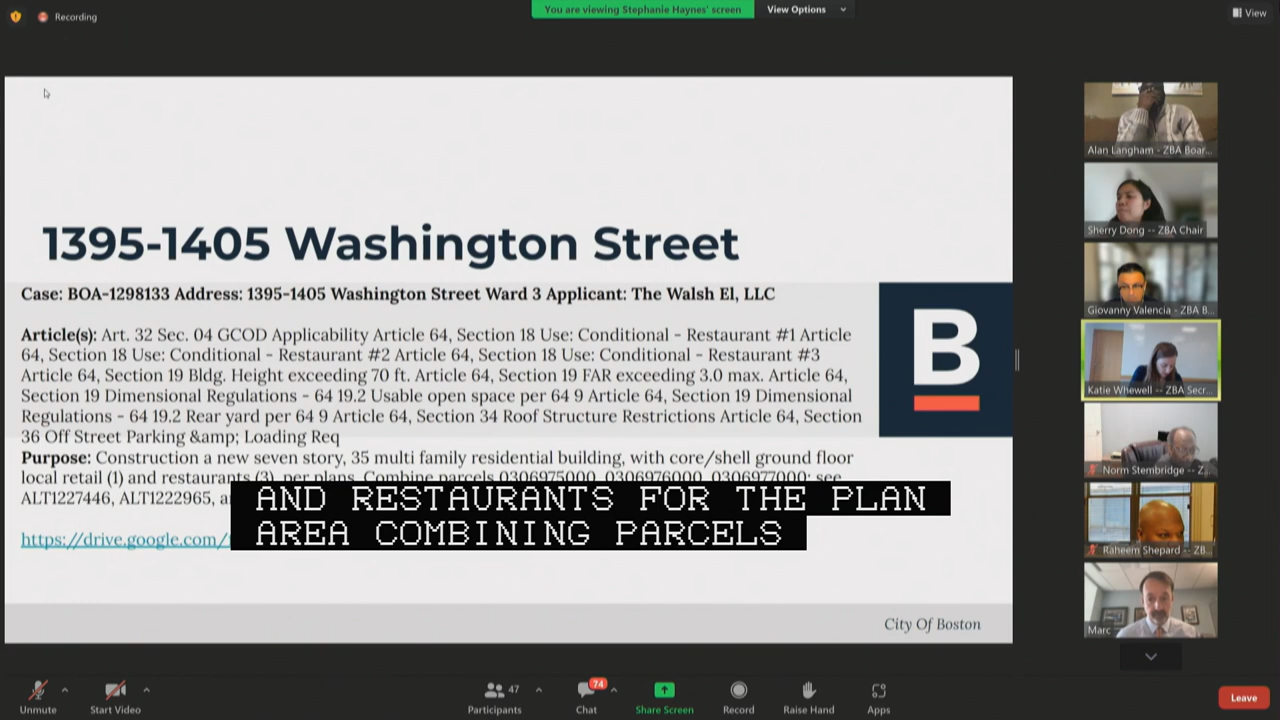 Recording
You are viewing Stephanie Haynes' screen
View Options
View
1395-1405 Washington Street
Case: BOA-1298133 Address: 1395-1405 Washington Street Ward 3 Applicant: The Walsh El, LLC
Article(s): Art. 32 Sec. 04 GCOD Applicability Article 64, Section 18 Use: Conditional - Restaurant #1 Article
64, Section 18 Use: Conditional - Restaurant #2 Article 64, Section 18 Use: Conditional - Restaurant #3
Article 64, Section 19 Bldg. Height exceeding 70 ft. Article 64, Section 19 FAR exceeding 3.0 max. Article 64,
Section 19 Dimensional Regulations - 64 19.2 Usable open space per 64 9 Article 64, Section 19 Dimensional
Regulations - 64 19.2 Rear yard per 64 9 Article 64, Section 34 Roof Structure Restrictions Article 64, Section
36 Off Street Parking &amp; Loading Req
Purpose: Construction a new seven story, 35 multi family residential building, with core/shell ground floor
local retail (1) and restaurants (3), per plans. Combine parcels 0306975000, 0306976000, 0306977000; see
ALT1227446, ALT1222965, a
https://drive.google.com/
AND RESTAURANTS FOR THE PLAN
AREA COMBINING PARCELS
B
City Of Boston
Alan Langham - ZBA Boar...
Sherry Dong -- ZBA Chair
Giovanny Valencia -- ZBA B...
Katie Whewell -- ZBA Secr...
Norm Stembridge -- Z...
Raheem Shepard -- ZB...
Marc
Unmute
Start Video
47
Participants
74
Chat
Share Screen
Record
Raise Hand
Apps
Leave